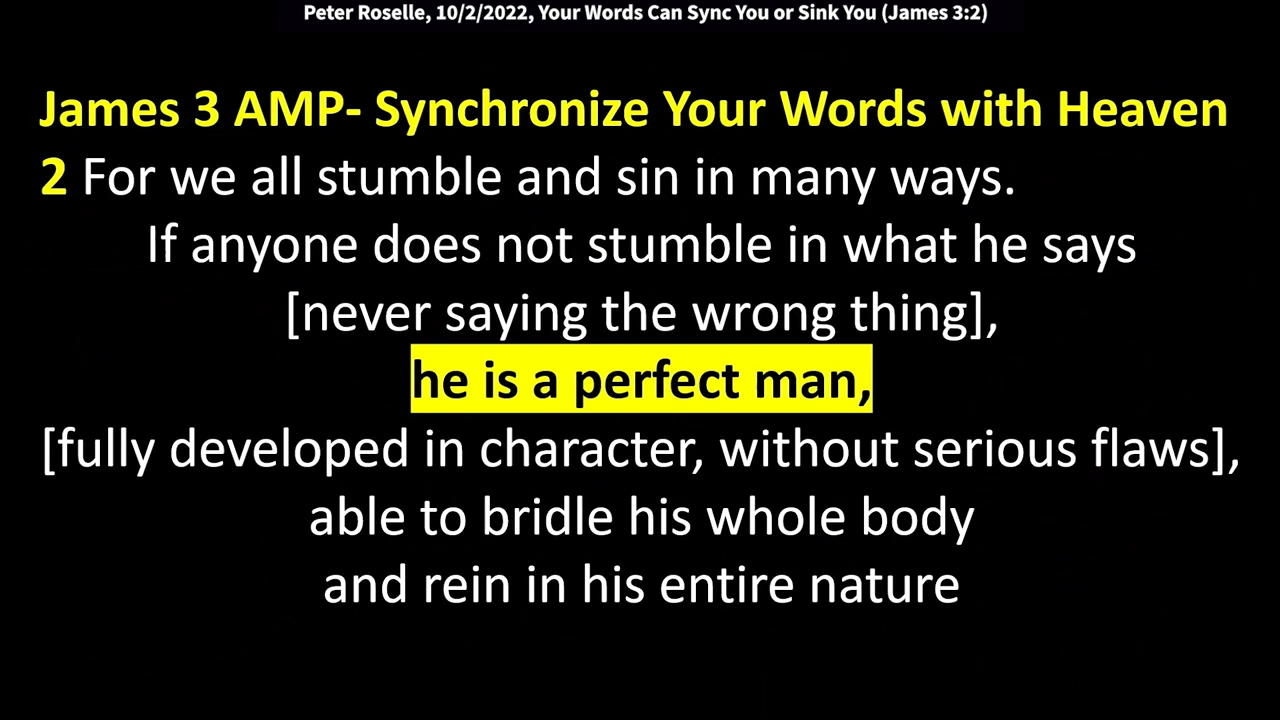 Peter Roselle, 10/2/2022, Your Words Can Sync You or Sink You (James 3:2)
James 3 AMP- Synchronize Your Words with Heaven
2 For we all stumble and sin in many ways.
If anyone does not stumble in what he says
[never saying the wrong thing],
he is a perfect man,
[fully developed in character, without serious flaws],
able to bridle his whole body
and rein in his entire nature